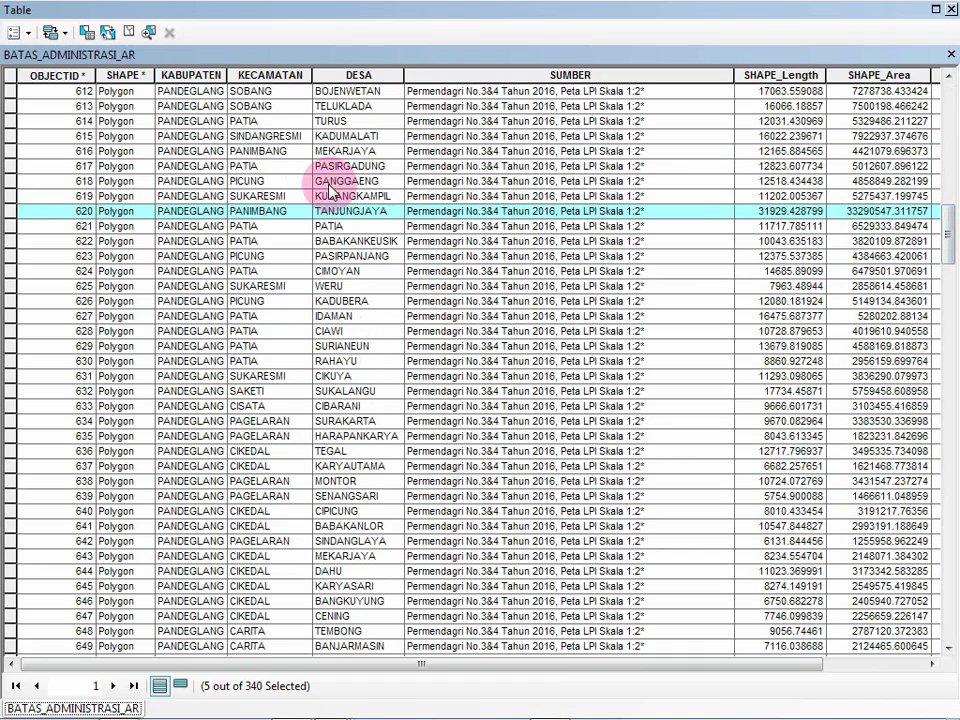 Table
BATAS_ADMINISTRASI_AR
OBJECTID * SHAPE * KABUPATEN KECAMATAN DESA SUMBER SHAPE_Length SHAPE_Area
612 Polygon PANDEGLANG SOBANG BOJENWETAN Permendagri No.3&4 Tahun 2016, Peta LPI Skala 1:2* 17063.559088 7278738.433424
613 Polygon PANDEGLANG SOBANG TELUKLADA Permendagri No.3&4 Tahun 2016, Peta LPI Skala 1:2* 16066.18857 7500198.466242
614 Polygon PANDEGLANG PATIA TURUS Permendagri No.3&4 Tahun 2016, Peta LPI Skala 1:2* 12031.430969 5329486.211227
615 Polygon PANDEGLANG SINDANGRESMI KADUMALATI Permendagri No.3&4 Tahun 2016, Peta LPI Skala 1:2* 16022.239671 7922937.374676
616 Polygon PANDEGLANG PANIMBANG MEKARJAYA Permendagri No.3&4 Tahun 2016, Peta LPI Skala 1:2* 12165.884565 4421079.696373
617 Polygon PANDEGLANG PATIA PASIRGADUNG Permendagri No.3&4 Tahun 2016, Peta LPI Skala 1:2* 12823.607734 5012607.896122
618 Polygon PANDEGLANG PICUNG GANGGAENG Permendagri No.3&4 Tahun 2016, Peta LPI Skala 1:2* 12518.434438 4858849.282199
619 Polygon PANDEGLANG SUKARESMI Permendagri No.3&4 Tahun 2016, Peta LPI Skala 1:2* 11202.005367 5275437.199745
620 Polygon PANDEGLANG PANIMBANG TANJUNGJAYA Permendagri No.3&4 Tahun 2016, Peta LPI Skala 1:2* 31929.428799 33290547.311757
621 Polygon PANDEGLANG PATIA PATIA Permendagri No.3&4 Tahun 2016, Peta LPI Skala 1:2* 11717.785111 6529333.849474
622 Polygon PANDEGLANG PATIA BABAKANKEUSIK Permendagri No.3&4 Tahun 2016, Peta LPI Skala 1:2* 10043.635183 3820109.872891
623 Polygon PANDEGLANG PICUNG PASIRPANJANG Permendagri No.3&4 Tahun 2016, Peta LPI Skala 1:2* 12375.537385 4384663.420061
624 Polygon PANDEGLANG PATIA CIMOYAN Permendagri No.3&4 Tahun 2016, Peta LPI Skala 1:2* 14685.89099 6479501.970691
625 Polygon PANDEGLANG SUKARESMI WERU Permendagri No.3&4 Tahun 2016, Peta LPI Skala 1:2* 7963.48944 2858614.458681
626 Polygon PANDEGLANG PICUNG KADUBERA Permendagri No.3&4 Tahun 2016, Peta LPI Skala 1:2* 12080.181924 5149134.843601
627 Polygon PANDEGLANG PATIA IDAMAN Permendagri No.3&4 Tahun 2016, Peta LPI Skala 1:2* 16475.687377 5280202.88134
628 Polygon PANDEGLANG PATIA CIAWI Permendagri No.3&4 Tahun 2016, Peta LPI Skala 1:2* 10728.879653 4019610.940558
629 Polygon PANDEGLANG PATIA SURIANEUN Permendagri No.3&4 Tahun 2016, Peta LPI Skala 1:2* 13679.819085 4588169.818873
630 Polygon PANDEGLANG PATIA RAHAYU Permendagri No.3&4 Tahun 2016, Peta LPI Skala 1:2* 8860.927248 2956159.699764
631 Polygon PANDEGLANG SUKARESMI CIKUYA Permendagri No.3&4 Tahun 2016, Peta LPI Skala 1:2* 11293.098065 3836290.079973
632 Polygon PANDEGLANG SAKETI SUKALANGU Permendagri No.3&4 Tahun 2016, Peta LPI Skala 1:2* 17734.45871 5759458.608958
633 Polygon PANDEGLANG CISATA CIBARANI Permendagri No.3&4 Tahun 2016, Peta LPI Skala 1:2* 9666.601731 3103455.416859
634 Polygon PANDEGLANG PAGELARAN SURAKARTA Permendagri No.3&4 Tahun 2016, Peta LPI Skala 1:2* 9670.082964 3383530.336998
635 Polygon PANDEGLANG PAGELARAN HARAPANKARYA Permendagri No.3&4 Tahun 2016, Peta LPI Skala 1:2* 8043.613345 1823231.842696
636 Polygon PANDEGLANG CIKEDAL TEGAL Permendagri No.3&4 Tahun 2016, Peta LPI Skala 1:2* 12717.796937 3495335.734098
637 Polygon PANDEGLANG CIKEDAL KARYAUTAMA Permendagri No.3&4 Tahun 2016, Peta LPI Skala 1:2* 6682.257651 1621468.773814
638 Polygon PANDEGLANG PAGELARAN MONTOR Permendagri No.3&4 Tahun 2016, Peta LPI Skala 1:2* 10724.072769 3431547.237274
639 Polygon PANDEGLANG PAGELARAN SENANGSARI Permendagri No.3&4 Tahun 2016, Peta LPI Skala 1:2* 5754.900088 1466611.048959
640 Polygon PANDEGLANG CIKEDAL CIPICUNG Permendagri No.3&4 Tahun 2016, Peta LPI Skala 1:2* 8010.433454 3191217.76356
641 Polygon PANDEGLANG CIKEDAL BABAKANLOR Permendagri No.3&4 Tahun 2016, Peta LPI Skala 1:2* 10547.844827 2993191.188649
642 Polygon PANDEGLANG PAGELARAN SINDANGLAYA Permendagri No.3&4 Tahun 2016, Peta LPI Skala 1:2* 6131.844456 1255958.962249
643 Polygon PANDEGLANG CIKEDAL MEKARJAYA Permendagri No.3&4 Tahun 2016, Peta LPI Skala 1:2* 8234.554704 2148071.384302
644 Polygon PANDEGLANG CIKEDAL DAHU Permendagri No.3&4 Tahun 2016, Peta LPI Skala 1:2* 11023.369991 3173342.583285
645 Polygon PANDEGLANG CIKEDAL KARYASARI Permendagri No.3&4 Tahun 2016, Peta LPI Skala 1:2* 8274.149191 2549575.419845
646 Polygon PANDEGLANG CIKEDAL BANGKUYUNG Permendagri No.3&4 Tahun 2016, Peta LPI Skala 1:2* 6750.682278 2405940.727052
647 Polygon PANDEGLANG CIKEDAL CENING Permendagri No.3&4 Tahun 2016, Peta LPI Skala 1:2* 7746.099839 2256659.226147
648 Polygon PANDEGLANG CARITA TEMBONG Permendagri No.3&4 Tahun 2016, Peta LPI Skala 1:2* 9056.74461 2787120.372383
649 Polygon PANDEGLANG CARITA BANJARMASIN Permendagri No.3&4 Tahun 2016, Peta LPI Skala 1:2* 7116.038688 2124465.600645
1 (5 out of 340 Selected)
BATAS_ADMINISTRASI_AR